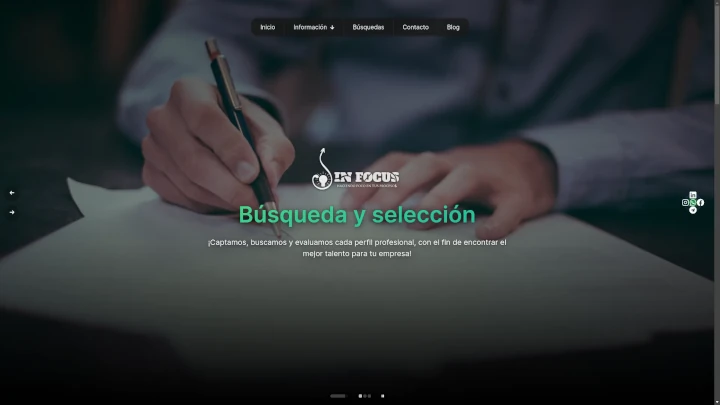 Inicio
Información
Búsquedas
Contacto
Blog
IN FOCUS
Búsqueda y selección
¡Captamos, buscamos y evaluamos cada perfil profesional, con el fin de encontrar el
mejor talento para tu empresa!
in